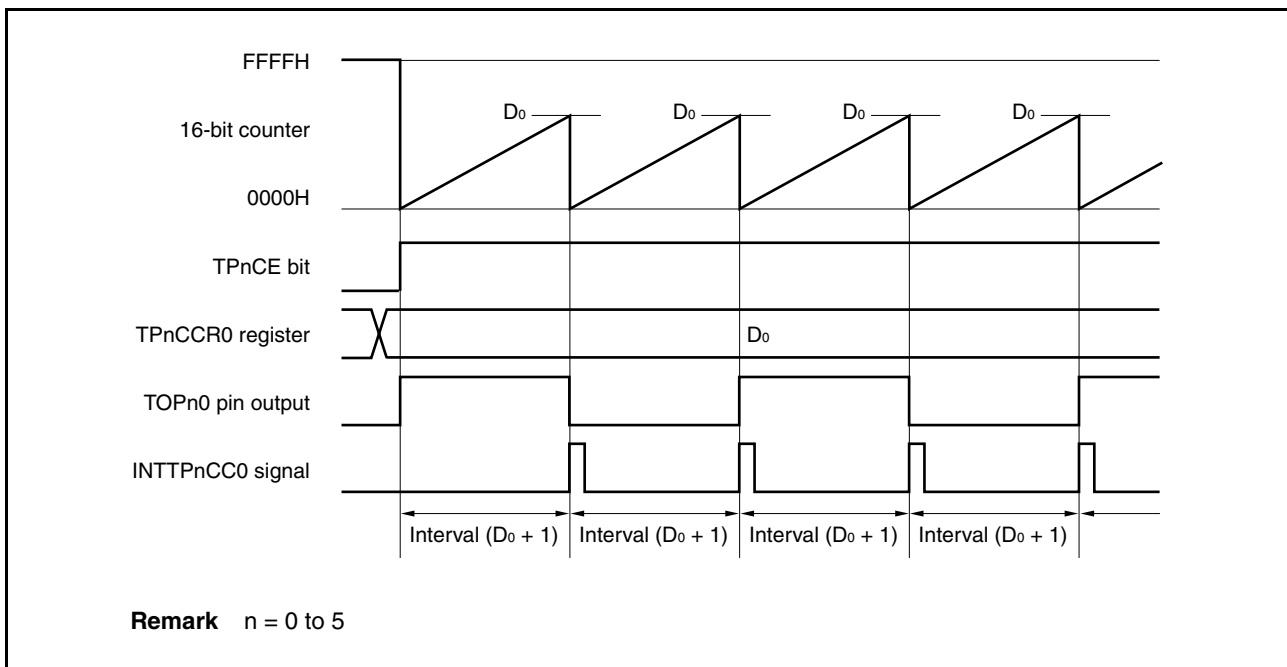 FFFFH
D0 D0 D0 D0
16-bit counter
0000H
TPnCE bit
TPnCCR0 register
D0
TOPn0 pin output
INTTPnCC0 signal
Interval (D0 + 1) Interval (D0 + 1) Interval (D0 + 1) Interval (D0 + 1)
Remark n = 0 to 5